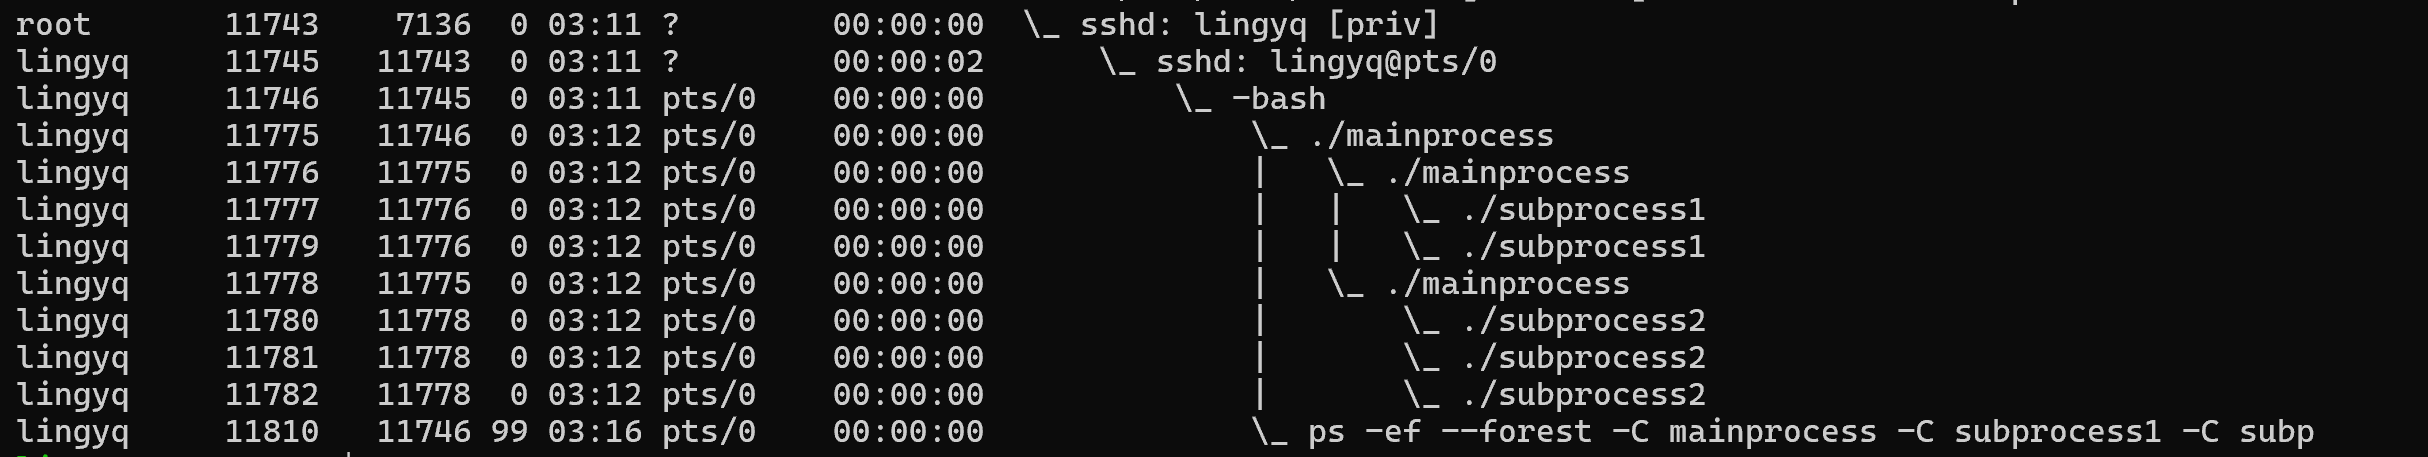 root     11743    7136  0 03:11 ?        00:00:00  \_ sshd: lingyq [priv]
lingyq     11745   11743  0 03:11 ?        00:00:02      \_ sshd: lingyq@pts/0
lingyq     11746   11745  0 03:11 pts/0    00:00:00          \_ -bash
lingyq     11775   11746  0 03:12 pts/0    00:00:00              \_ ./mainprocess
lingyq     11776   11775  0 03:12 pts/0    00:00:00              |   \_ ./mainprocess
lingyq     11777   11776  0 03:12 pts/0    00:00:00              |   |   \_ ./subprocess1
lingyq     11779   11776  0 03:12 pts/0    00:00:00              |   |   \_ ./subprocess1
lingyq     11778   11775  0 03:12 pts/0    00:00:00              |   \_ ./mainprocess
lingyq     11780   11778  0 03:12 pts/0    00:00:00              |       \_ ./subprocess2
lingyq     11781   11778  0 03:12 pts/0    00:00:00              |       \_ ./subprocess2
lingyq     11782   11778  0 03:12 pts/0    00:00:00              |       \_ ./subprocess2
lingyq     11810   11746 99 03:16 pts/0    00:00:00              \_ ps -ef --forest -C mainprocess -C subprocess1 -C subp